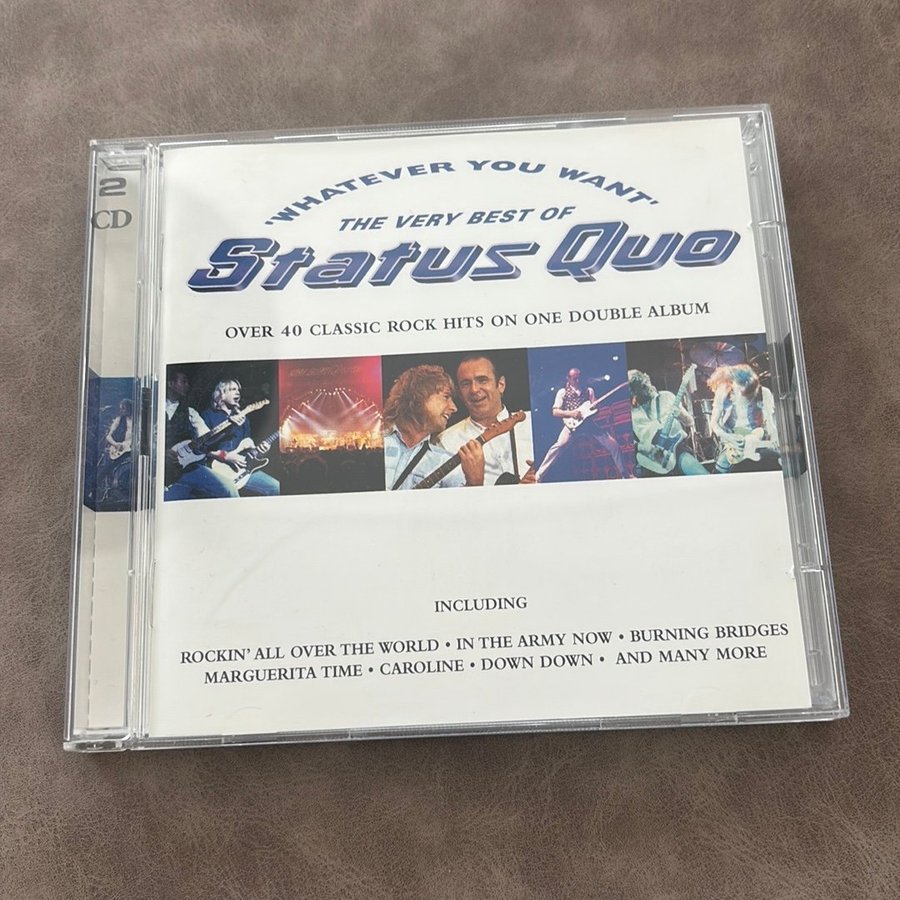 2
CD
'WHATEVER YOU WANT'
THE VERY BEST OF
Status Quo
OVER 40 CLASSIC ROCK HITS ON ONE DOUBLE ALBUM
INCLUDING
ROCKIN' ALL OVER THE WORLD • IN THE ARMY NOW • BURNING BRIDGES
MARGUERITA TIME • CAROLINE • DOWN DOWN • AND MANY MORE